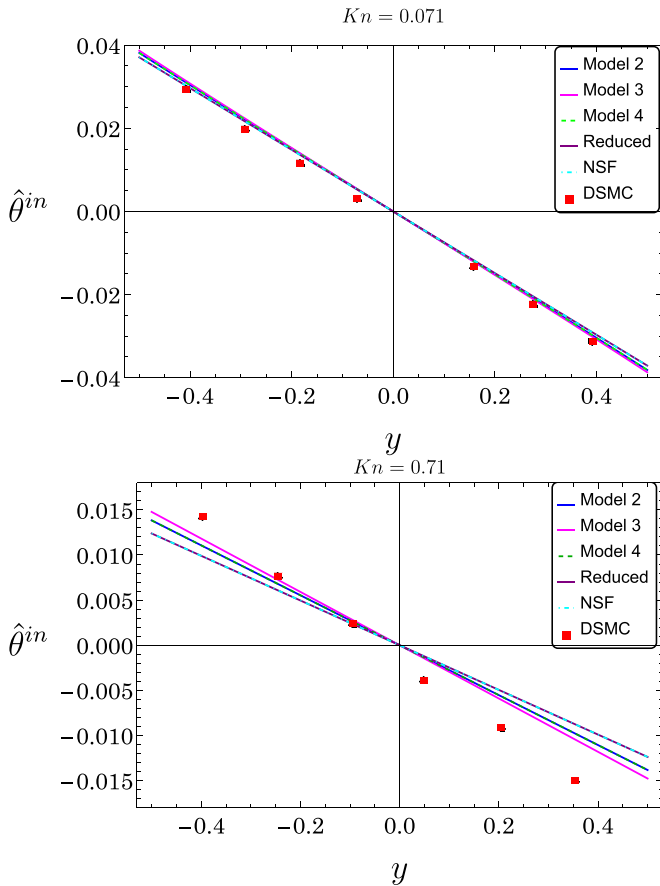 Kn = 0.071
0.04
0.02
0.00
−0.02
−0.04
θ̂^{in}
−0.4 −0.2 0.0 0.2 0.4
y
Model 2
Model 3
Model 4
Reduced
NSF
DSMC
Kn = 0.71
0.015
0.010
0.005
0.000
−0.005
−0.010
−0.015
θ̂^{in}
−0.4 −0.2 0.0 0.2 0.4
y
Model 2
Model 3
Model 4
Reduced
NSF
DSMC